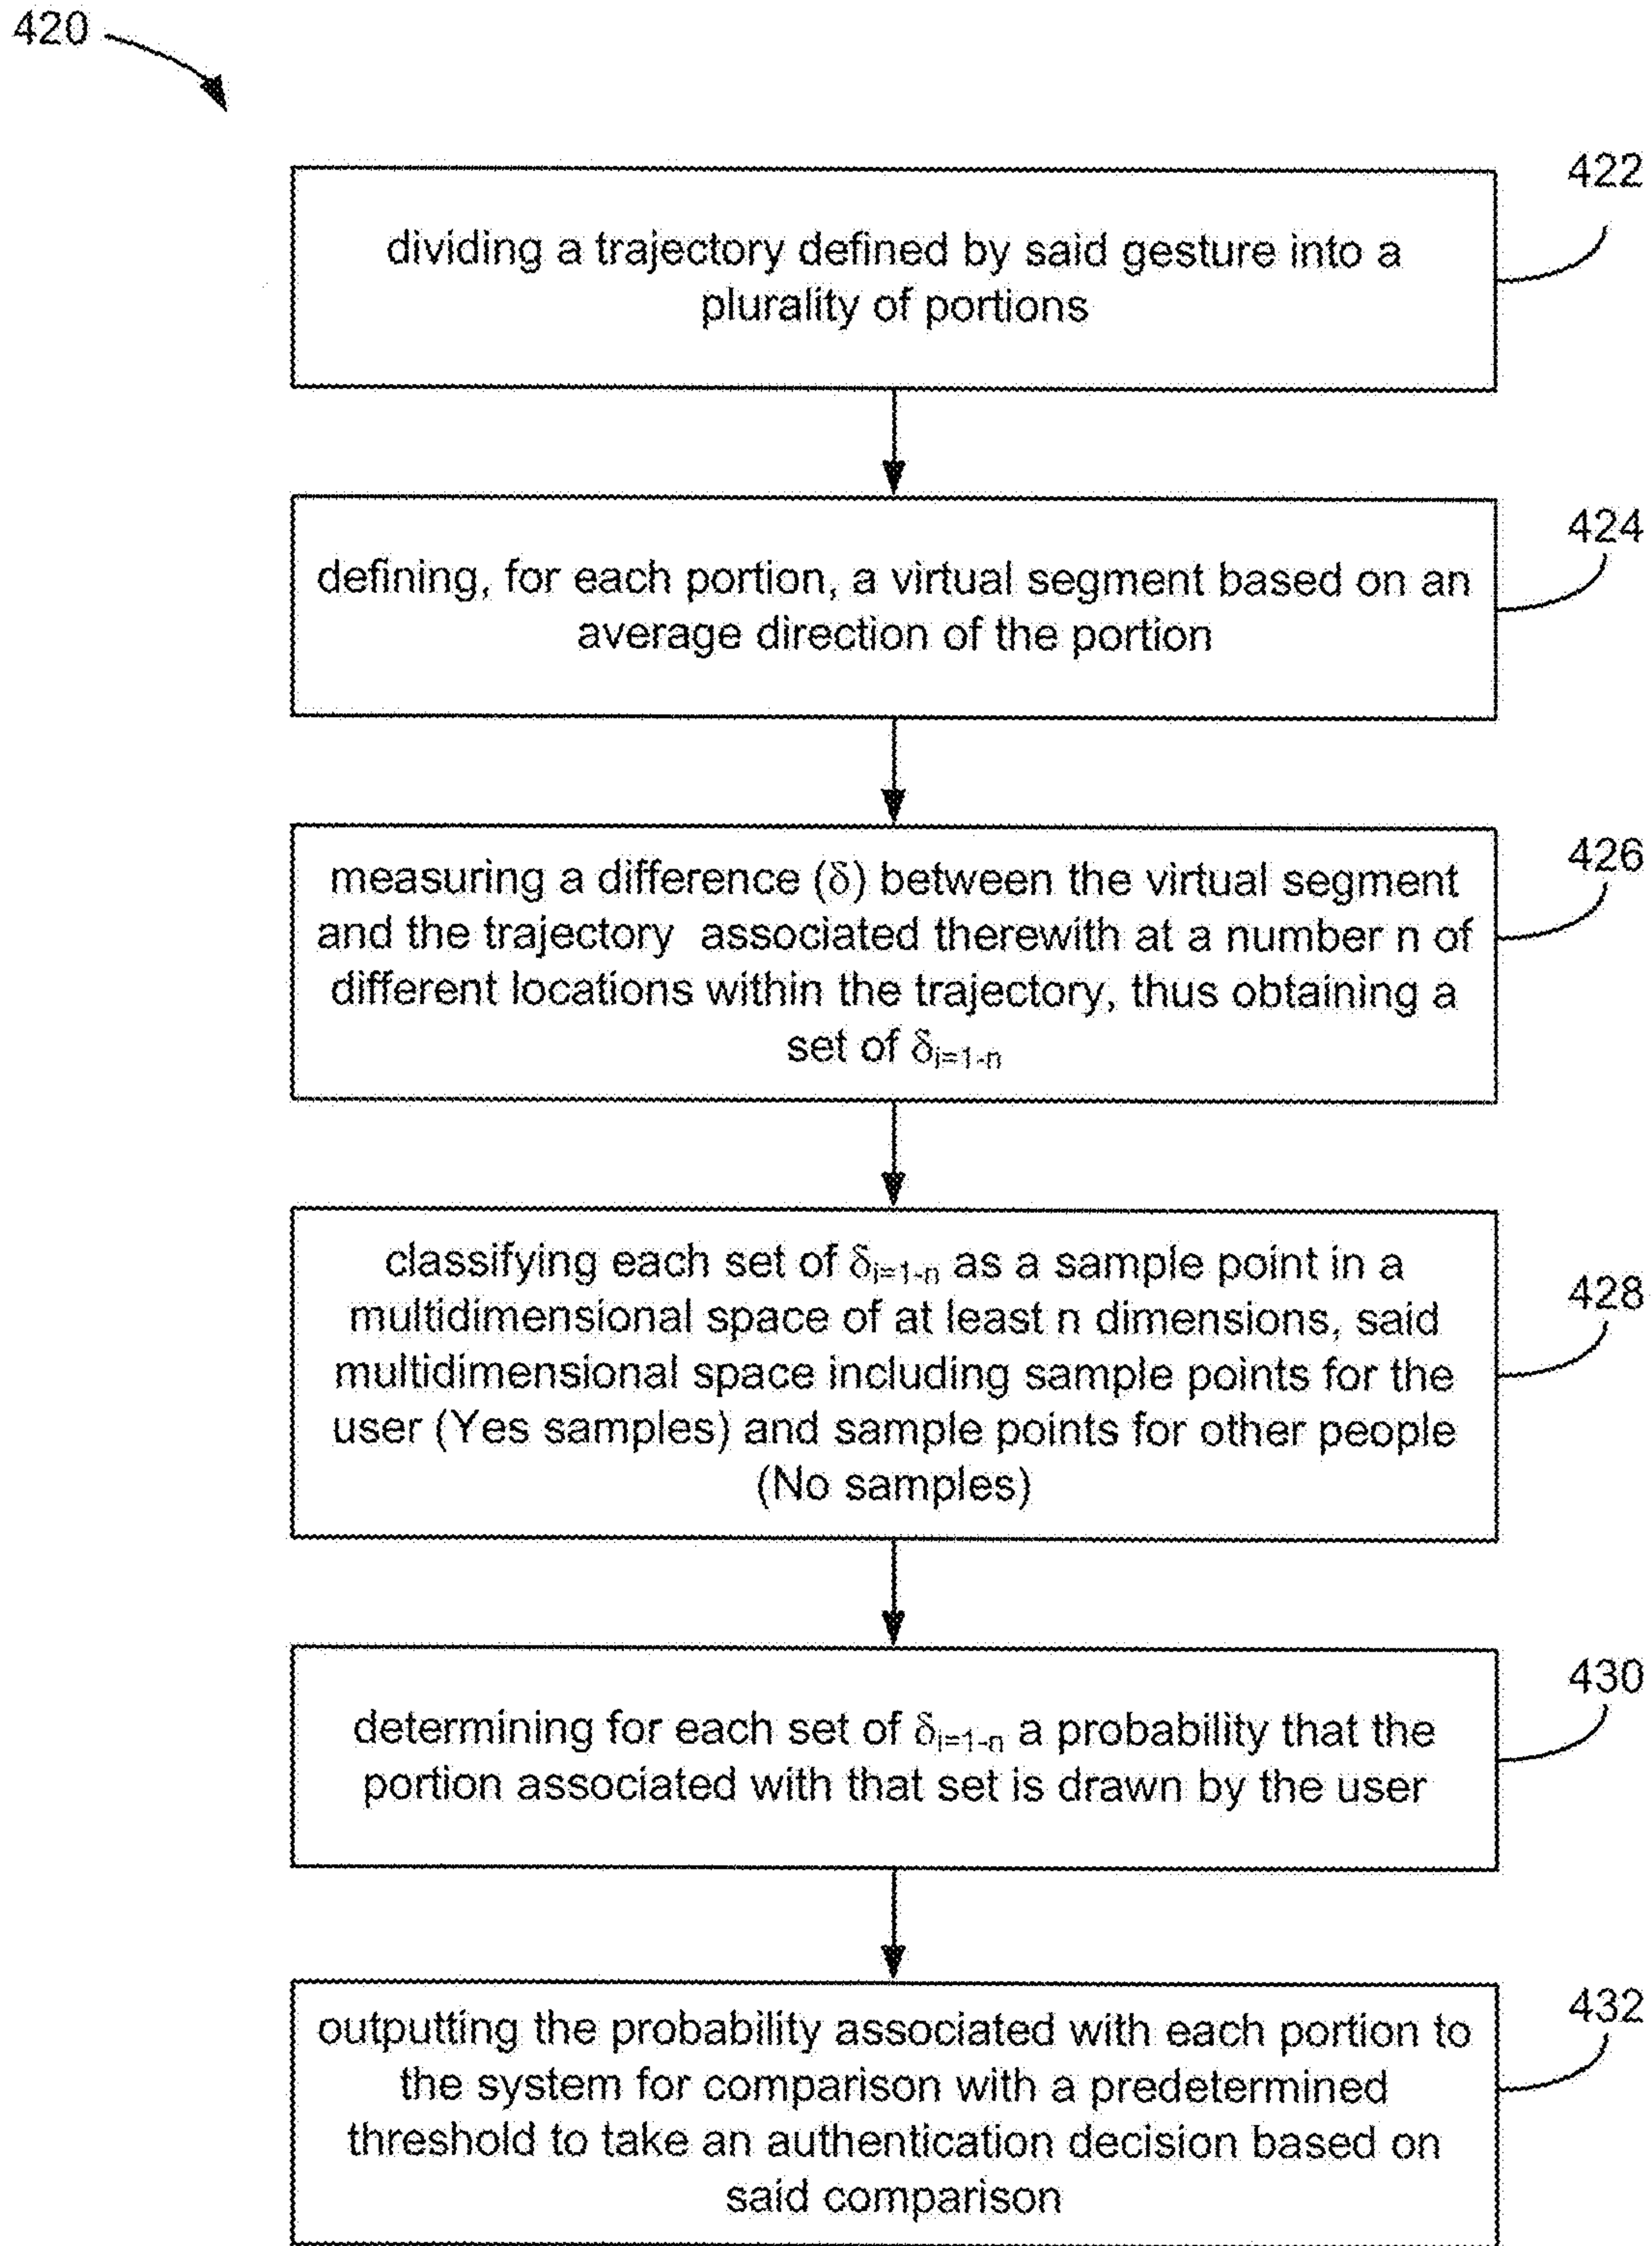 420
422
dividing a trajectory defined by said gesture into a
plurality of portions
424
defining, for each portion, a virtual segment based on an
average direction of the portion
426
measuring a difference (δ) between the virtual segment
and the trajectory associated therewith at a number n of
different locations within the trajectory, thus obtaining a
set of δi=1-n
428
classifying each set of δi=1-n as a sample point in a
multidimensional space of at least n dimensions, said
multidimensional space including sample points for the
user (Yes samples) and sample points for other people
(No samples)
430
determining for each set of δi=1-n a probability that the
portion associated with that set is drawn by the user
432
outputting the probability associated with each portion to
the system for comparison with a predetermined
threshold to take an authentication decision based on
said comparison